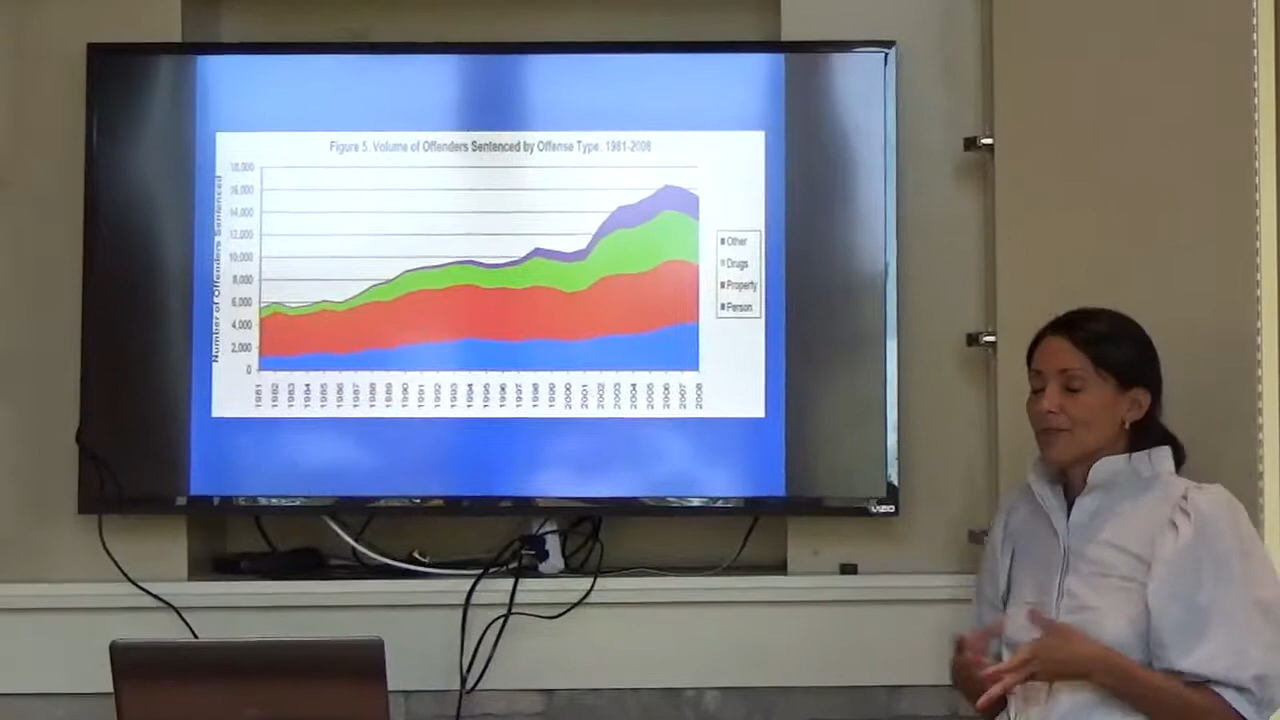 Figure 5. Volume of Offenders Sentenced by Offense Type: 1981-2008
Number of Offenders Sentenced
18,000
16,000
14,000
12,000
10,000
8,000
6,000
4,000
2,000
0
1981 1982 1983 1984 1985 1986 1987 1988 1989 1990 1991 1992 1993 1994 1995 1996 1997 1998 1999 2000 2001 2002 2003 2004 2005 2006 2007 2008
Other
Drugs
Property
Person
VIZIO